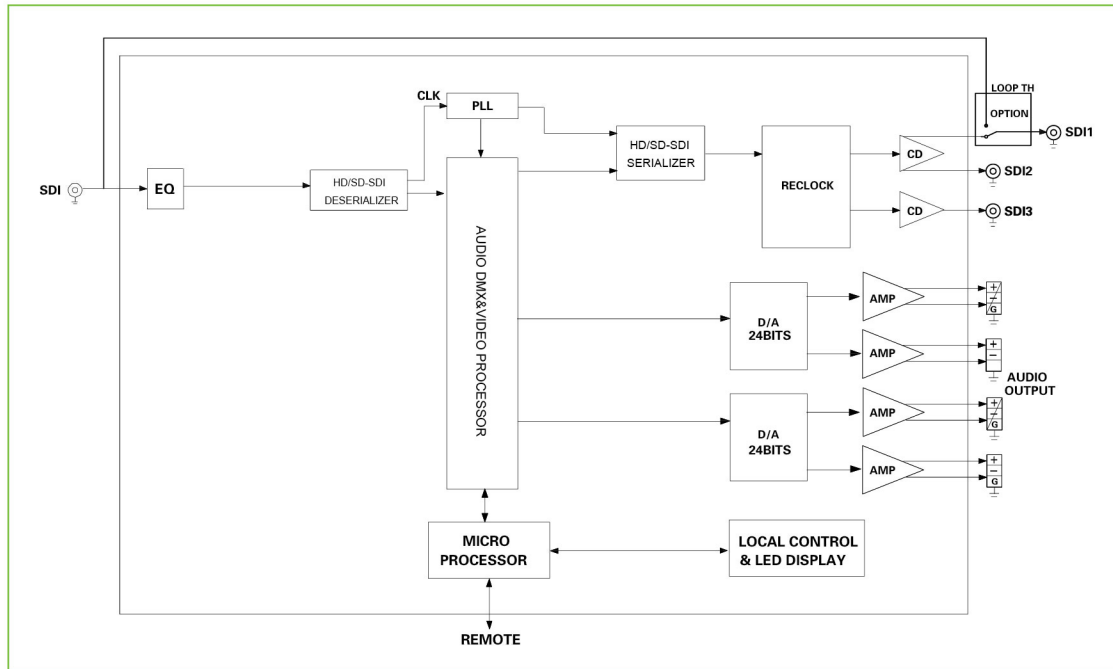 LOOP TH
OPTION
SDI1
CLK
PLL
HD/SD-SDI
SERIALIZER
CD
SDI2
RECLOCK
SDI
EQ
HD/SD-SDI
DESERIALIZER
CD
SDI3
AUDIO DMX&VIDEO PROCESSOR
D/A
24BITS
AMP
+
−
G
AMP
+
−
AUDIO
OUTPUT
D/A
24BITS
AMP
+
−
G
AMP
+
−
G
MICRO
PROCESSOR
LOCAL CONTROL
& LED DISPLAY
REMOTE